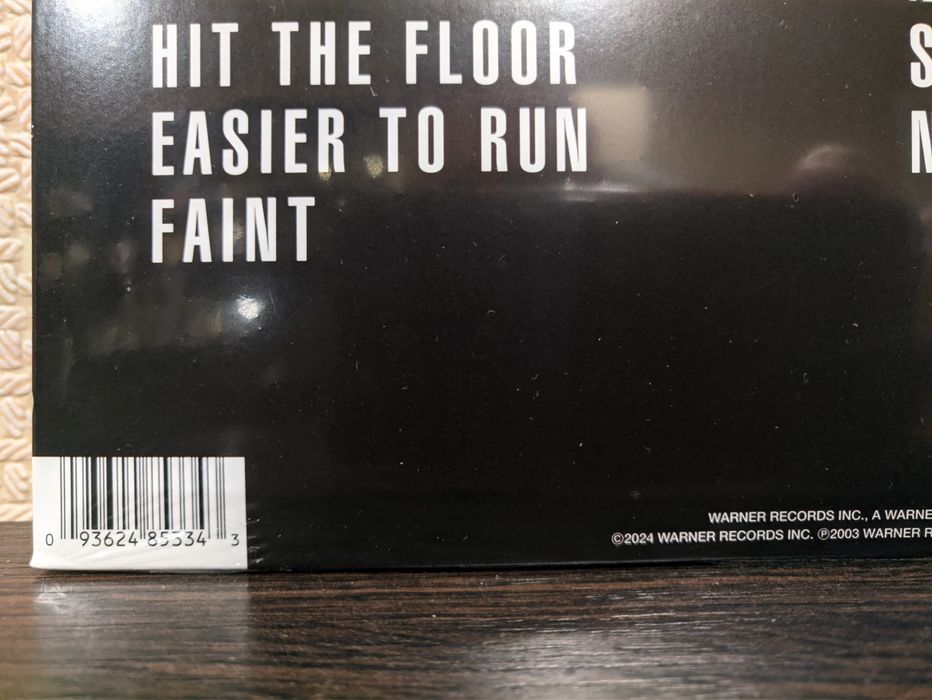 HIT THE FLOOR
EASIER TO RUN
FAINT
0 93624 85334 3
WARNER RECORDS INC., A WARNE
©2024 WARNER RECORDS INC. ℗2003 WARNER R